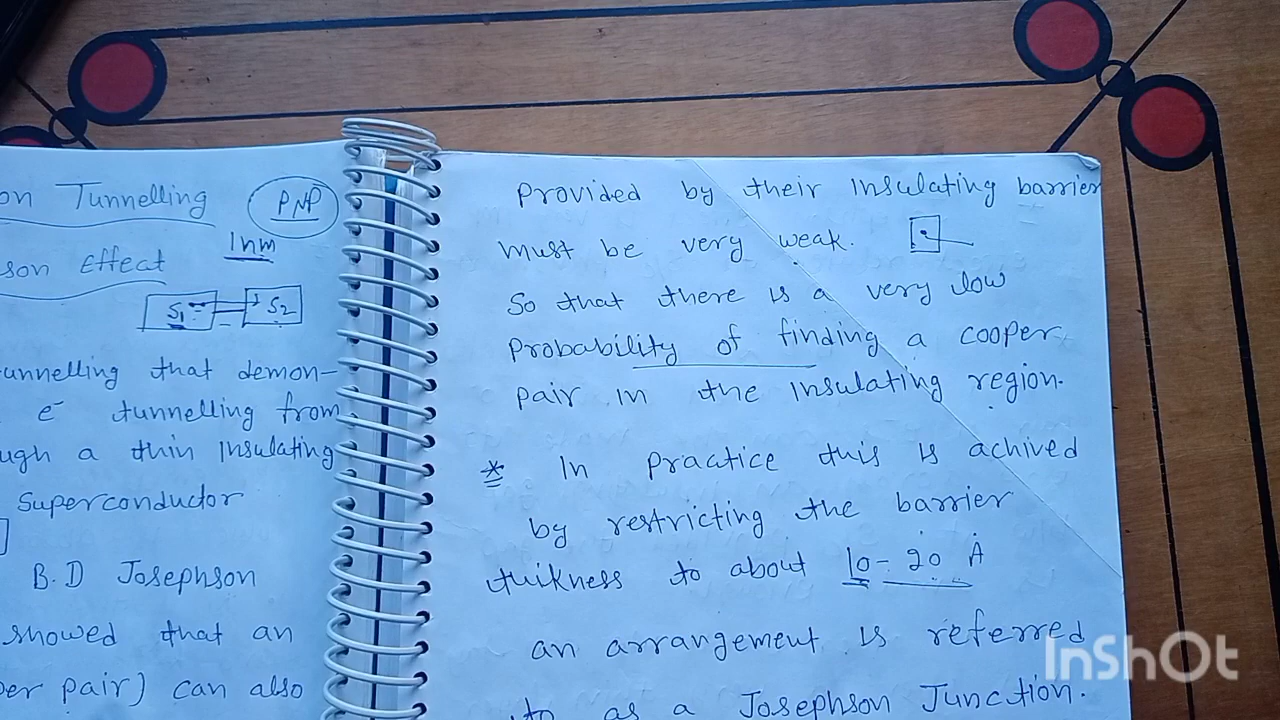 on Tunnelling
PNP
1nm
son Effect
S1
S2
unnelling that demon-
e- tunnelling from
ugh a thin Insulating
Superconductor
B.D Josephson
showed that an
per pair) can also
Provided by their Insulating barrier
must be very weak.
So that there is a very low
Probability of finding a cooper
pair in the Insulating region.
* In Practice this is achived
by restricting the barrier
thikness to about 10-20 Å
an arrangement is referred
to as a Josephson Junction.
InShOt